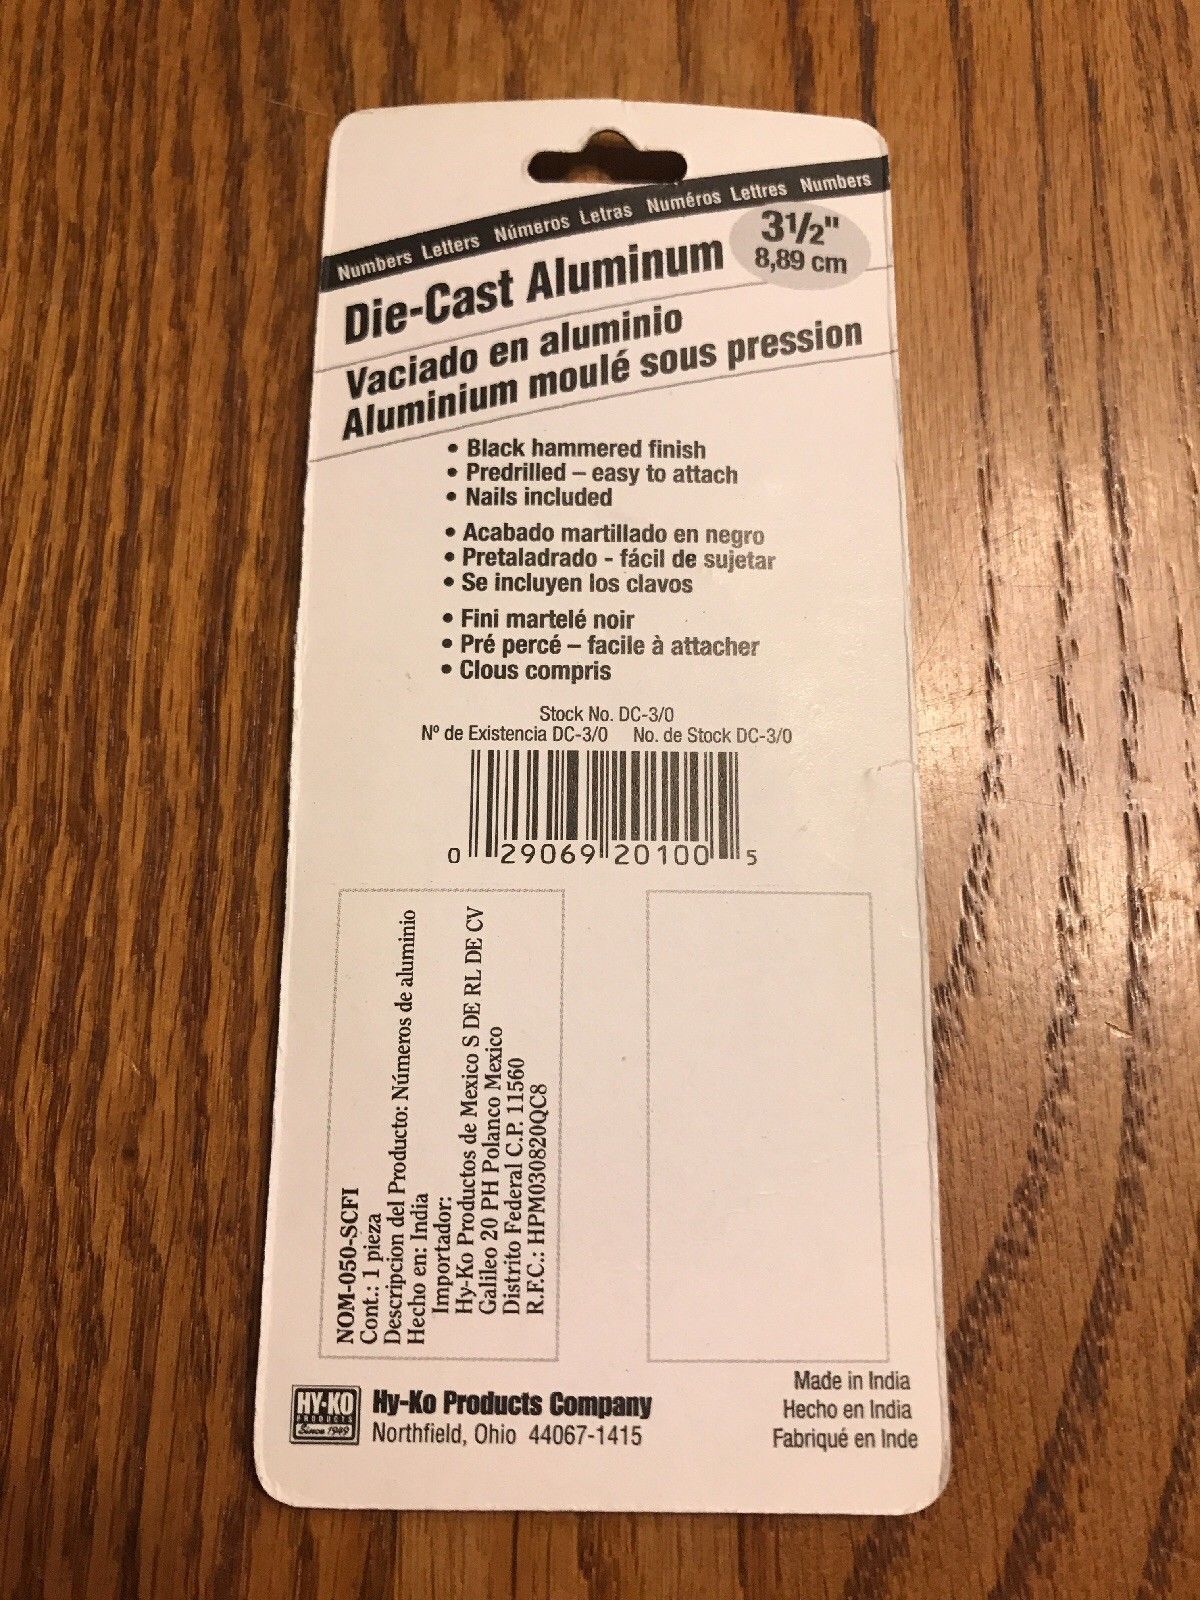 Numbers Letters Números Letras Numéros Lettres Numbers
3½"
8,89 cm
Die-Cast Aluminum
Vaciado en aluminio
Aluminium moulé sous pression
• Black hammered finish
• Predrilled – easy to attach
• Nails included
• Acabado martillado en negro
• Pretaladrado - fácil de sujetar
• Se incluyen los clavos
• Fini martelé noir
• Pré percé – facile à attacher
• Clous compris
Stock No. DC-3/0
Nº de Existencia DC-3/0 No. de Stock DC-3/0
0 29069 20100 5
NOM-050-SCFI
Cont.: 1 pieza
Descripcion del Producto: Números de aluminio
Hecho en: India
Importador:
Hy-Ko Productos de Mexico S DE RL DE CV
Galileo 20 PH Polanco Mexico
Distrito Federal C.P. 11560
R.F.C.: HPM030820QC8
HY-KO
PRODUCTS
Since 1949
Hy-Ko Products Company
Northfield, Ohio 44067-1415
Made in India
Hecho en India
Fabriqué en Inde